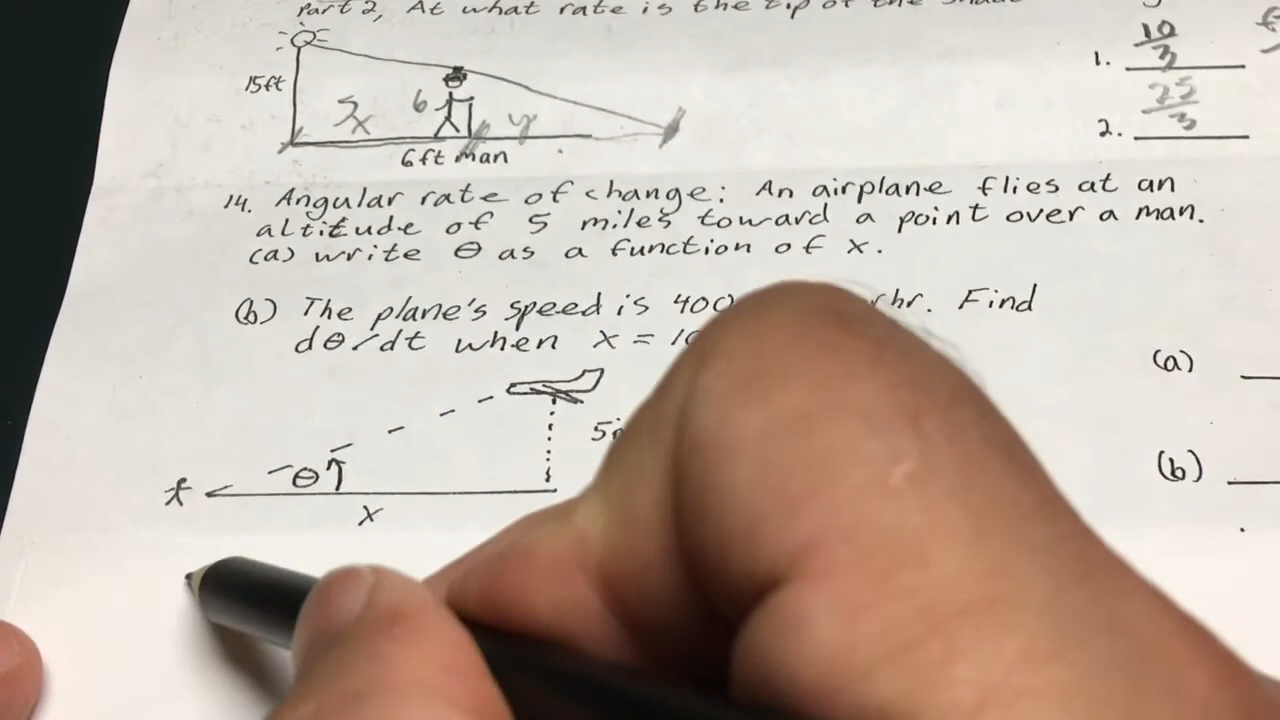 Part 2, At what rate is the tip of the
10
3
1.
15ft
5
x
6
y
25
3
2.
6ft man
14. Angular rate of change: An airplane flies at an
altitude of 5 miles toward a point over a man.
(a) write θ as a function of x.
(b) The plane's speed is 400 hr. Find
dθ/dt when x =
(a)
θ
(b)
x